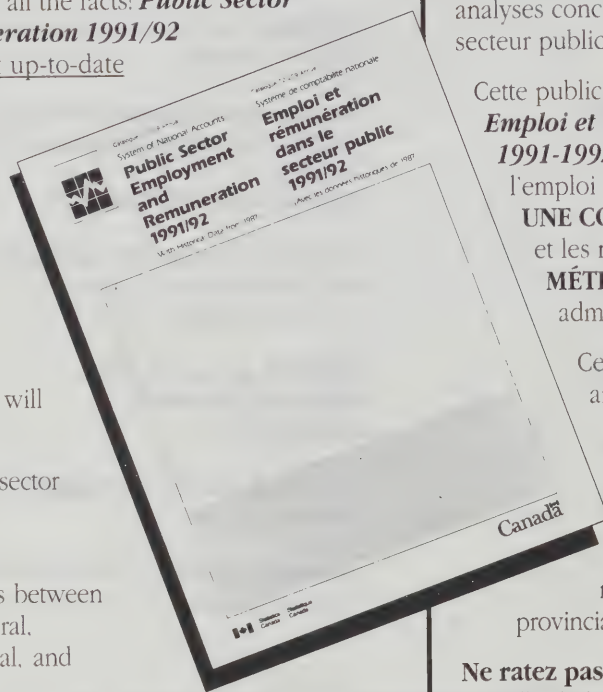 all the facts: Public Sector
eration 1991/92
up-to-date
will
sector
s between
ral,
al, and
System of National Accounts
Public Sector
Employment
and
Remuneration
1991/92
With Historical Data from 1987
Système de comptabilité nationale
Emploi et
rémunération
dans le
secteur public
1991/92
Avec les données historiques de 1987
Canada
Statistics Statistique
Canada Canada
analyses conc
secteur public
Cette public
Emploi et
1991-199
l'emploi
UNE CO
et les
MÉT
adm
Ce
a
provincia
Ne ratez pas